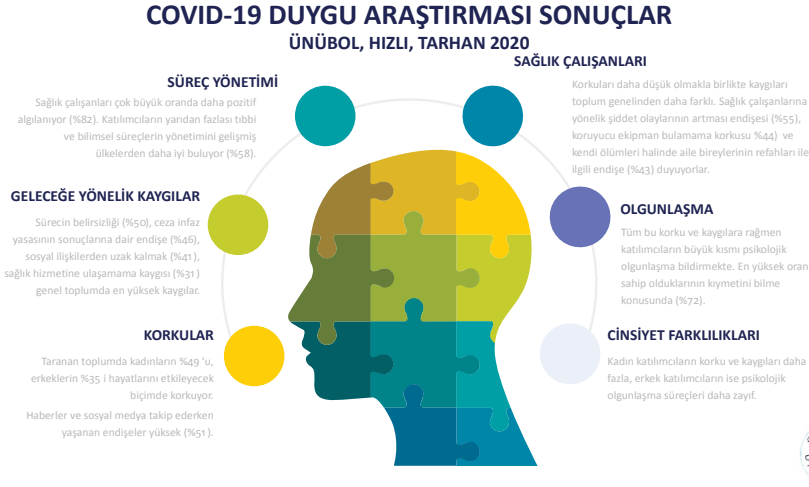 COVID-19 DUYGU ARAŞTIRMASI SONUÇLAR
ÜNÜBOL, HIZLI, TARHAN 2020
SÜREÇ YÖNETİMİ
Sağlık çalışanları çok büyük oranda daha pozitif
algılanıyor (%82). Katılımcıların yarıdan fazlası tıbbi
ve bilimsel süreçlerin yönetimini gelişmiş
ülkelerden daha iyi buluyor (%58).
GELECEĞE YÖNELİK KAYGILAR
Sürecin belirsizliği (%50), ceza infaz
yasasının sonuçlarına dair endişe (%46),
sosyal ilişkilerden uzak kalmak (%41),
sağlık hizmetine ulaşamama kaygısı (%31)
genel toplumda en yüksek kaygılar.
KORKULAR
Taranan toplumda kadınların %49 'u,
erkeklerin %35 i hayatlarını etkileyecek
biçimde korkuyor.
Haberler ve sosyal medya takip ederken
yaşanan endişeler yüksek (%51).
SAĞLIK ÇALIŞANLARI
Korkuları daha düşük olmakla birlikte kaygıları
toplum genelinden daha farklı. Sağlık çalışanlarına
yönelik şiddet olaylarının artması endişesi (%55),
koruyucu ekipman bulamama korkusu %44) ve
kendi ölümleri halinde aile bireylerinin refahları ile
ilgili endişe (%43) duyuyorlar.
OLGUNLAŞMA
Tüm bu korku ve kaygılara rağmen
katılımcıların büyük kısmı psikolojik
olgunlaşma bildirmekte. En yüksek oran
sahip olduklarının kıymetini bilme
konusunda (%72).
CİNSİYET FARKLILIKLARI
Kadın katılımcıların korku ve kaygıları daha
fazla, erkek katılımcıların ise psikolojik
olgunlaşma süreçleri daha zayıf.